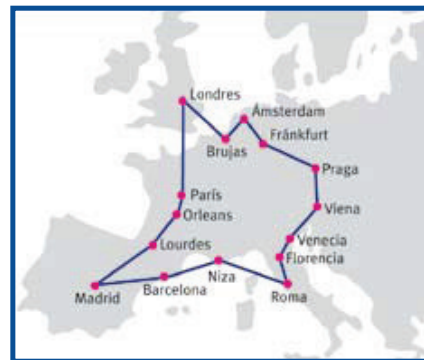 Londres
Ámsterdam
Brujas
Fránkfurt
Praga
París
Orleans
Viena
Lourdes
Venecia
Florencia
Niza
Madrid
Barcelona
Roma